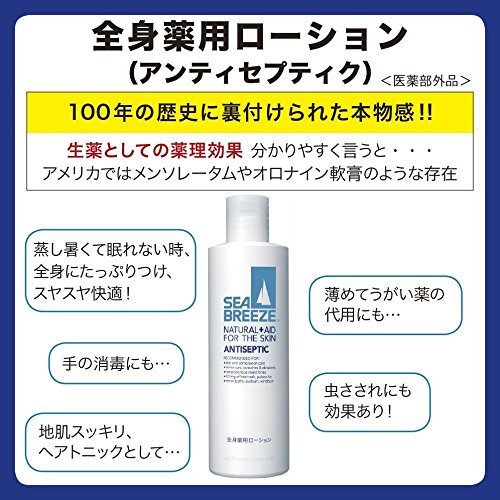 全身薬用ローション
(アンティセプティク)
＜医薬部外品＞
100年の歴史に裏付けられた本物感!!
生薬としての薬理効果 分かりやすく言うと・・・
アメリカではメンソレータムやオロナイン軟膏のような存在
蒸し暑くて眠れない時、
全身にたっぷりつけ、
スヤスヤ快適！
手の消毒にも…
地肌スッキリ、
ヘアトニックとして…
薄めてうがい薬の
代用にも…
虫さされにも
効果あり！
SEA
BREEZE
NATURAL+AID
FOR THE SKIN
ANTISEPTIC
RECOMMENDED FOR:
全身薬用ローション